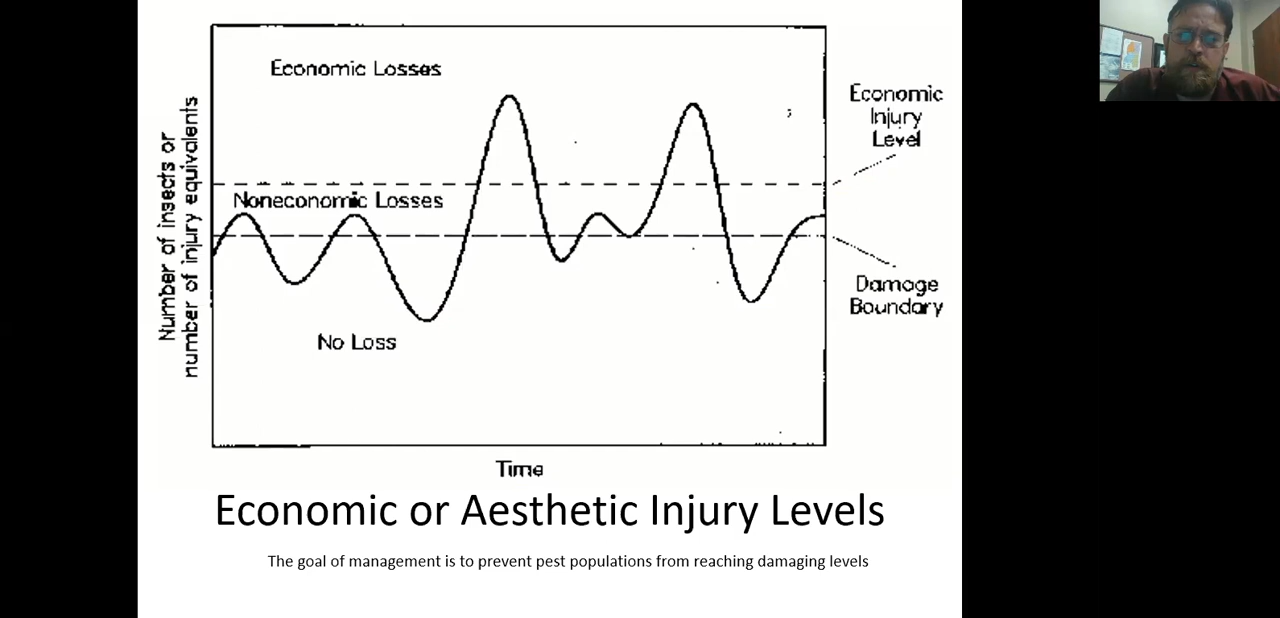 Economic Losses
Economic
Injury
Level
Number of insects or
number of injury equivalents
Noneconomic Losses
Damage
Boundary
No Loss
Time
Economic or Aesthetic Injury Levels
The goal of management is to prevent pest populations from reaching damaging levels